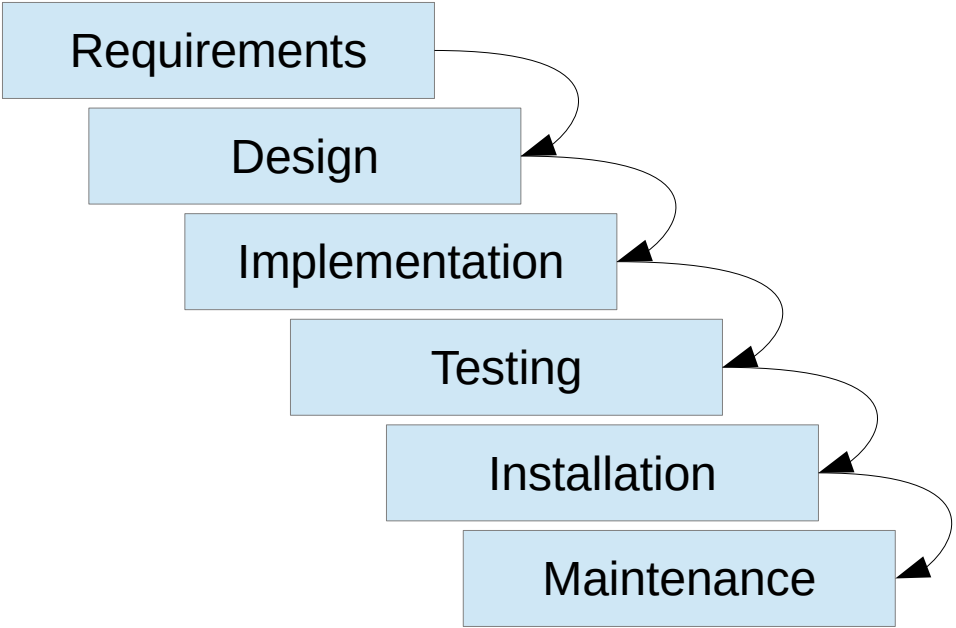 Requirements
Design
Implementation
Testing
Installation
Maintenance